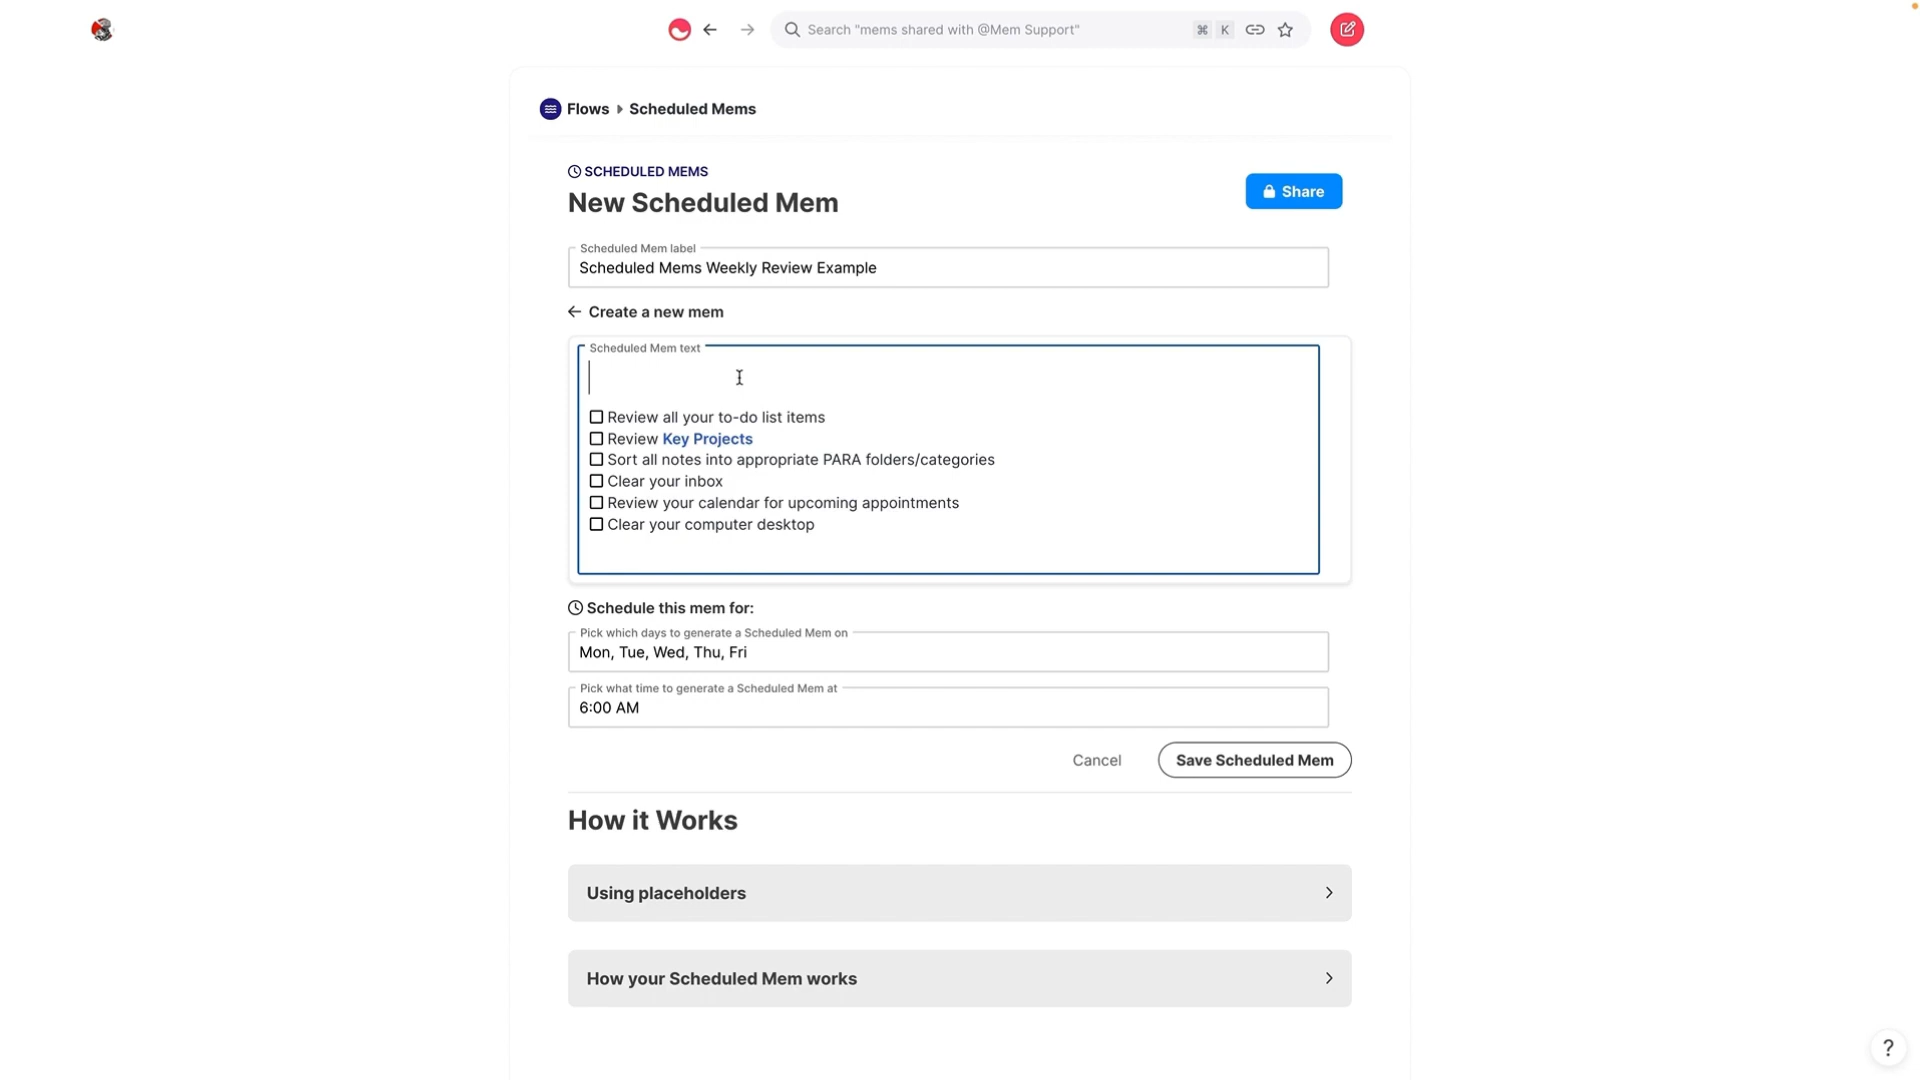 Search "mems shared with @Mem Support"
⌘ K
Flows Scheduled Mems
SCHEDULED MEMS
New Scheduled Mem
Share
Scheduled Mem label
Scheduled Mems Weekly Review Example
Create a new mem
Scheduled Mem text
Review all your to-do list items
Review Key Projects
Sort all notes into appropriate PARA folders/categories
Clear your inbox
Review your calendar for upcoming appointments
Clear your computer desktop
Schedule this mem for:
Pick which days to generate a Scheduled Mem on
Mon, Tue, Wed, Thu, Fri
Pick what time to generate a Scheduled Mem at
6:00 AM
Cancel
Save Scheduled Mem
How it Works
Using placeholders
How your Scheduled Mem works
?